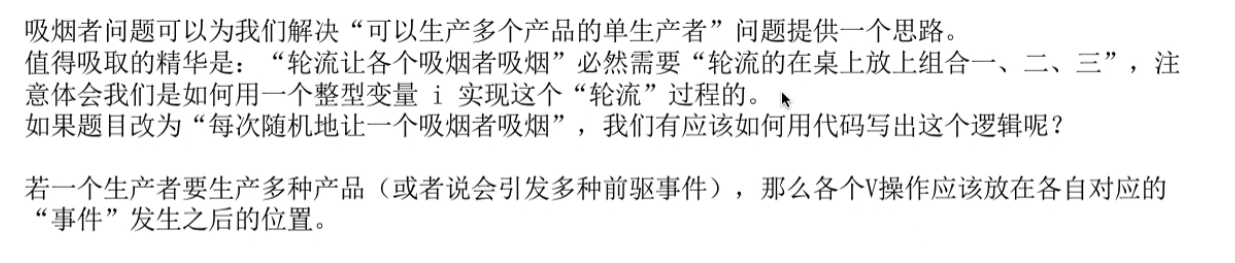 吸烟者问题可以为我们解决“可以生产多个产品的单生产者”问题提供一个思路。
值得吸取的精华是：“轮流让各个吸烟者吸烟”必然需要“轮流的在桌上放上组合一、二、三”，注
意体会我们是如何用一个整型变量 i 实现这个“轮流”过程的。
如果题目改为“每次随机地让一个吸烟者吸烟”，我们有应该如何用代码写出这个逻辑呢？
若一个生产者要生产多种产品（或者说会引发多种前驱事件），那么各个V操作应该放在各自对应的
“事件”发生之后的位置。